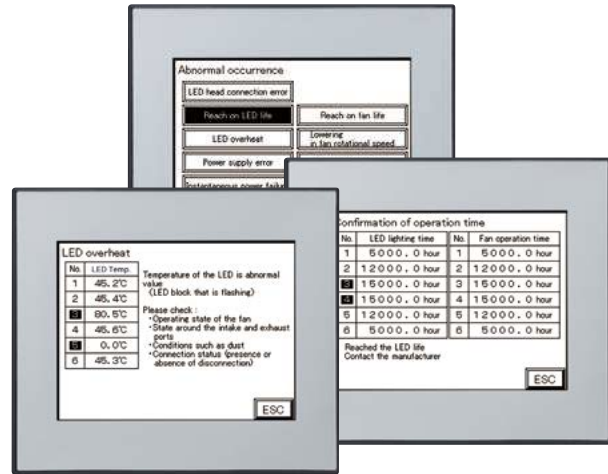 Abnormal occurrence
LED head connection error
Reach on LED life
Reach on fan life
LED overheat
Lowering
in fan rotational speed
Power supply error
Instantaneous power failure
LED overheat
No. LED Temp.
1 45.2℃
2 45.4℃
3 80.5℃
4 45.6℃
5 0.0℃
6 45.3℃
Temperature of the LED is abnormal
value
(LED block that is flashing)
Please check :
・Operating state of the fan
・State around the intake and exhaust
ports
・Conditions such as dust
・Connection status (presence or
absence of disconnection)
ESC
Confirmation of operation time
No. LED lighting time No. Fan operation time
1 5000.0 hour 1 5000.0 hour
2 12000.0 hour 2 12000.0 hour
3 15000.0 hour 3 15000.0 hour
4 15000.0 hour 4 15000.0 hour
5 12000.0 hour 5 12000.0 hour
6 5000.0 hour 6 5000.0 hour
Reached the LED life
Contact the manufacturer
ESC